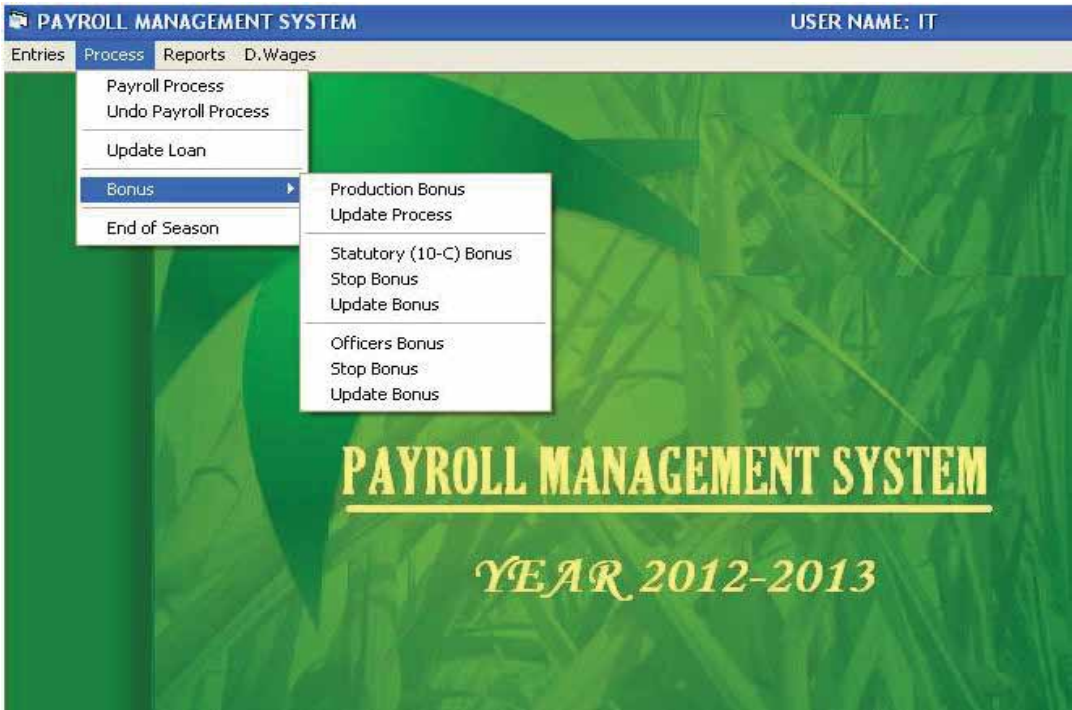 PAYROLL MANAGEMENT SYSTEM USER NAME: IT
Entries Process Reports D.Wages
Payroll Process
Undo Payroll Process
Update Loan
Bonus
End of Season
Production Bonus
Update Process
Statutory (10-C) Bonus
Stop Bonus
Update Bonus
Officers Bonus
Stop Bonus
Update Bonus
PAYROLL MANAGEMENT SYSTEM
YEAR 2012-2013